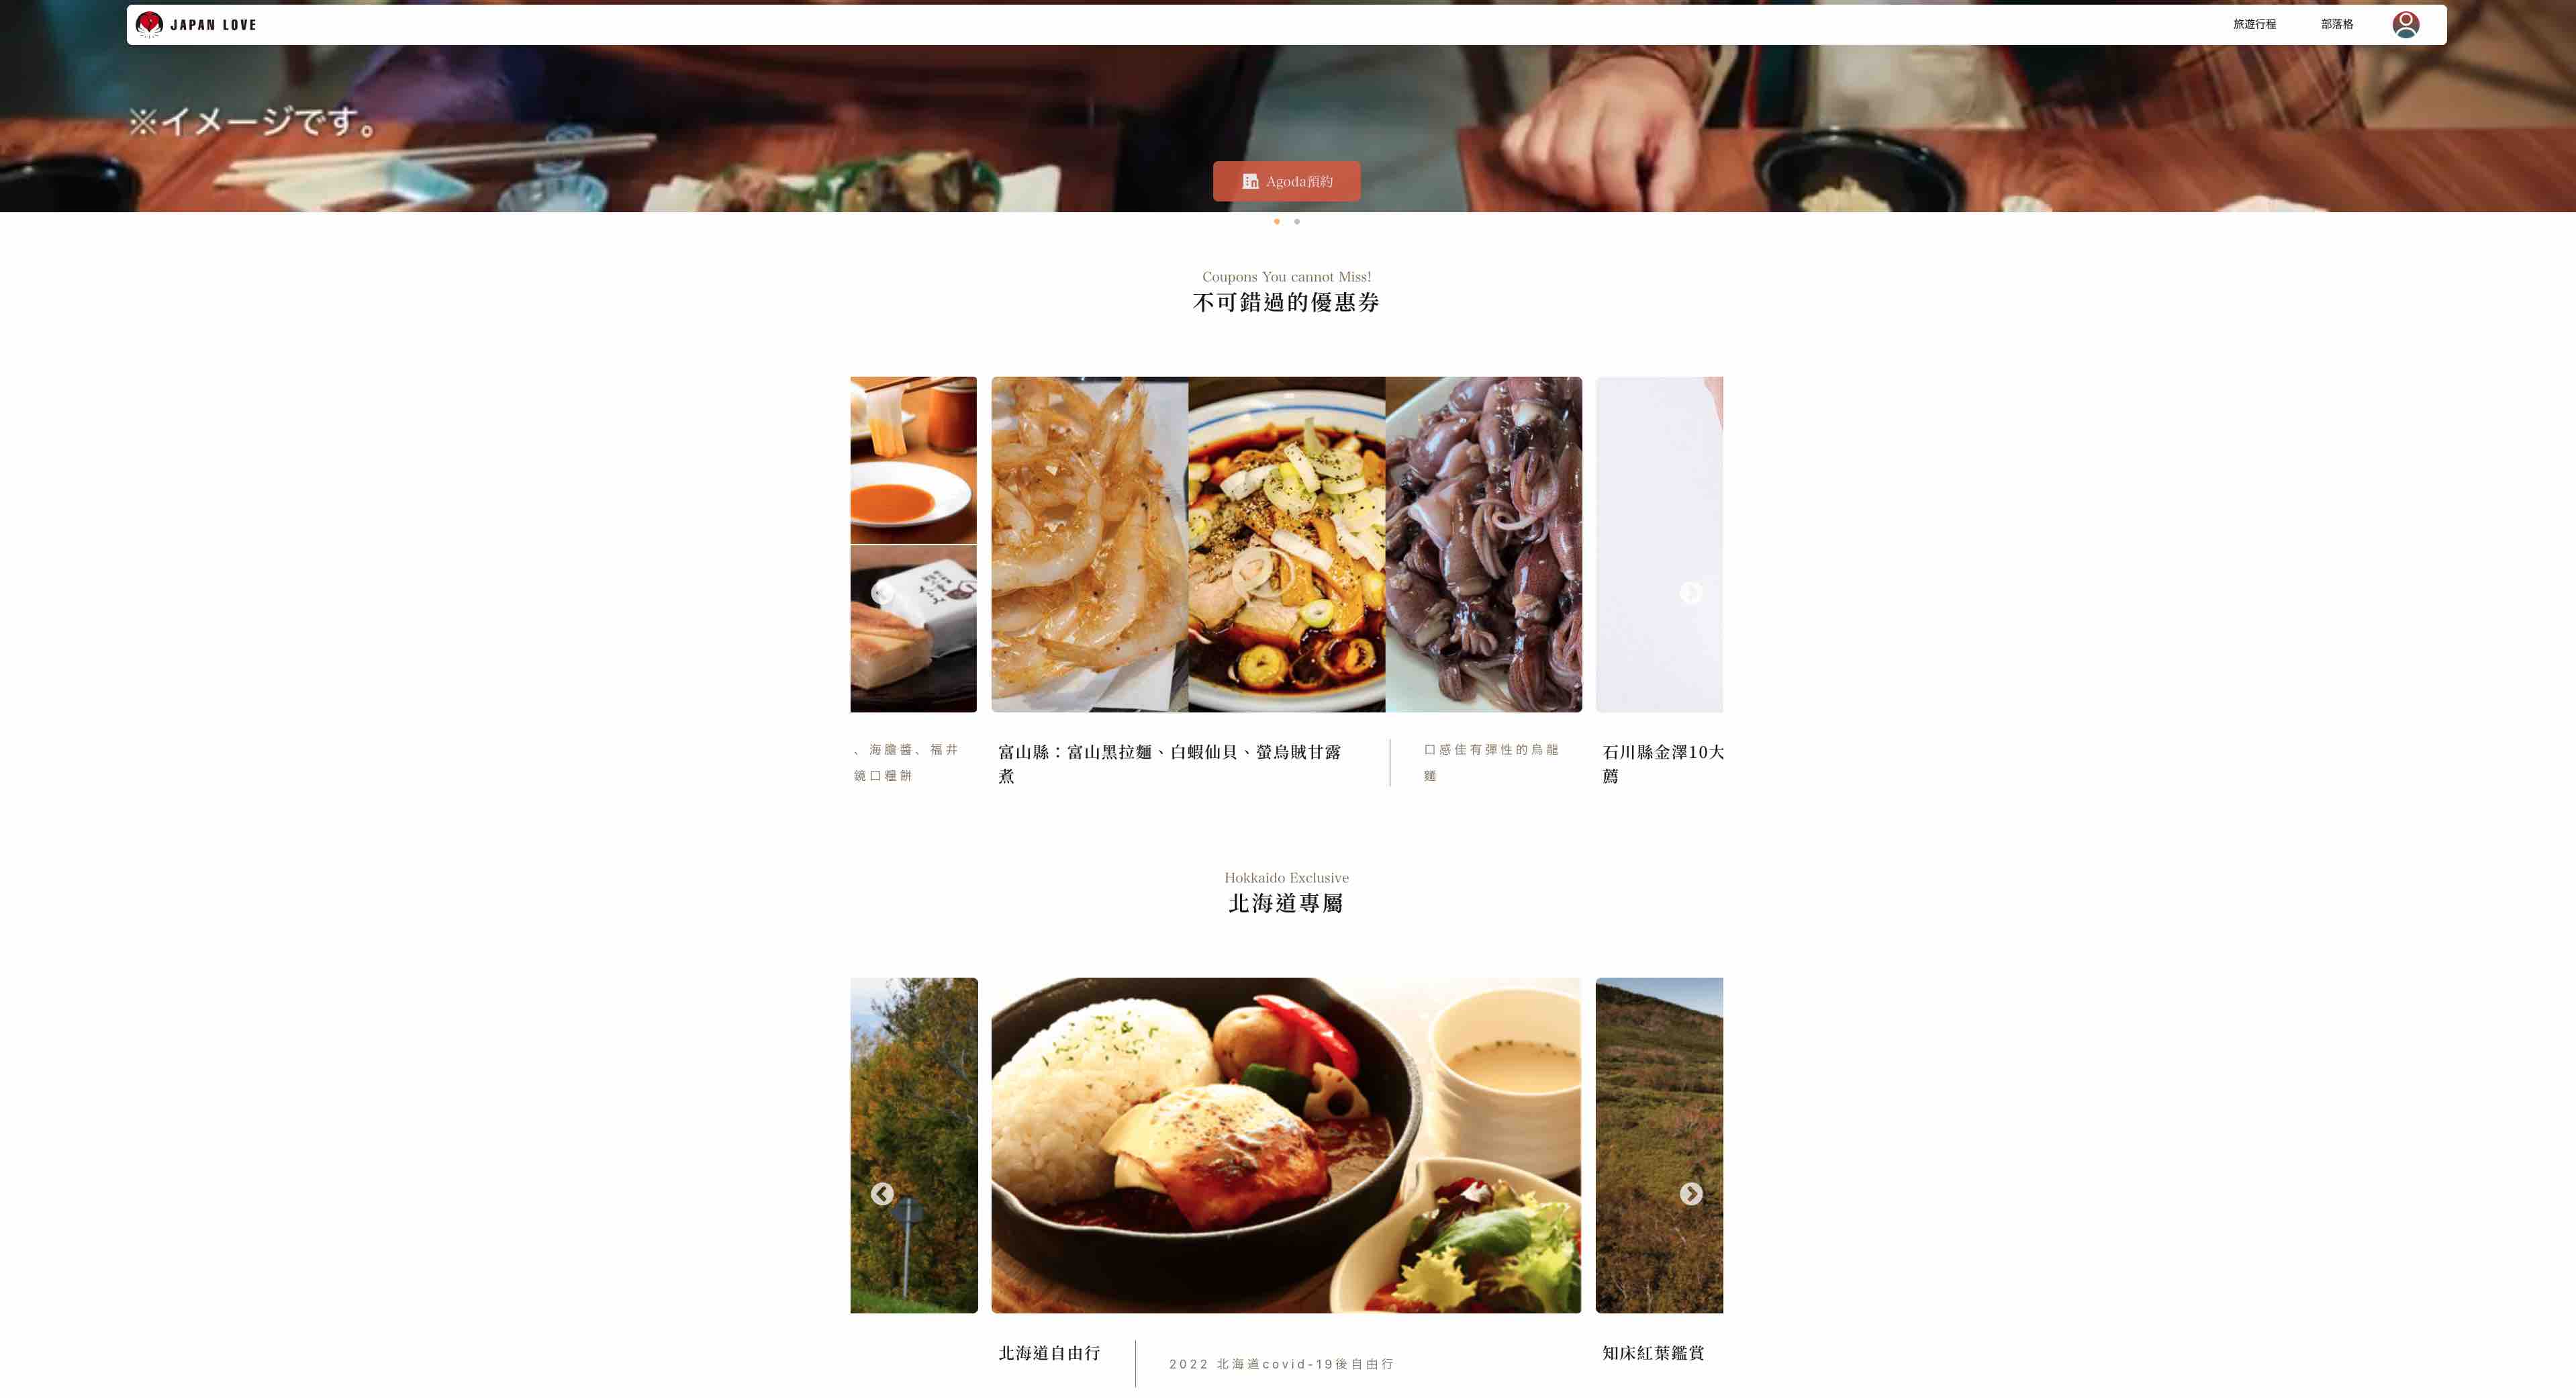 JAPAN LOVE
旅遊行程
部落格
※イメージです。
Agoda預約
Coupons You cannot Miss!
不可錯過的優惠券
、海膽醬、福井
鏡口糧餅
富山縣：富山黑拉麵、白蝦仙貝、螢烏賊甘露
煮
口感佳有彈性的烏龍
麵
石川縣金澤10大
薦
Hokkaido Exclusive
北海道專屬
北海道自由行
2022 北海道covid-19後自由行
知床紅葉鑑賞